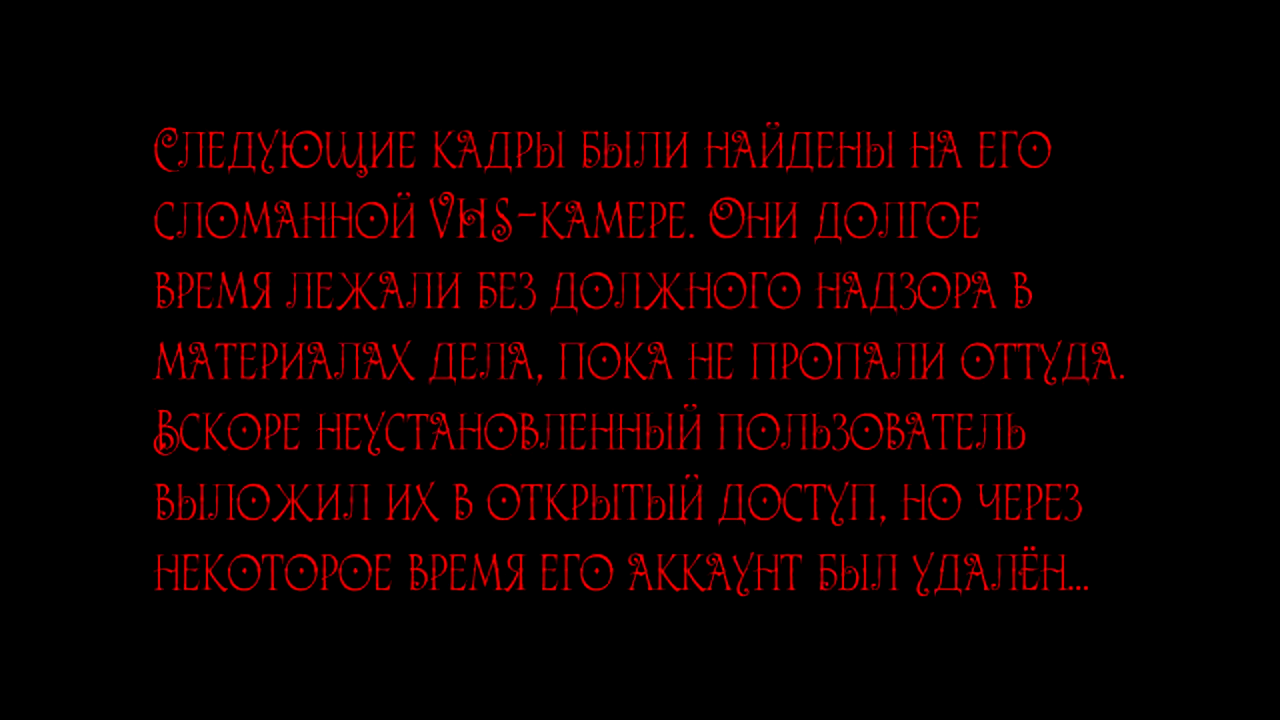 Следующие кадры были найдены на его
сломанной VHS-камере. Они долгое
время лежали без должного надзора в
материалах дела, пока не пропали оттуда.
Вскоре неустановленный пользователь
выложил их в открытый доступ, но через
некоторое время его аккаунт был удалён...